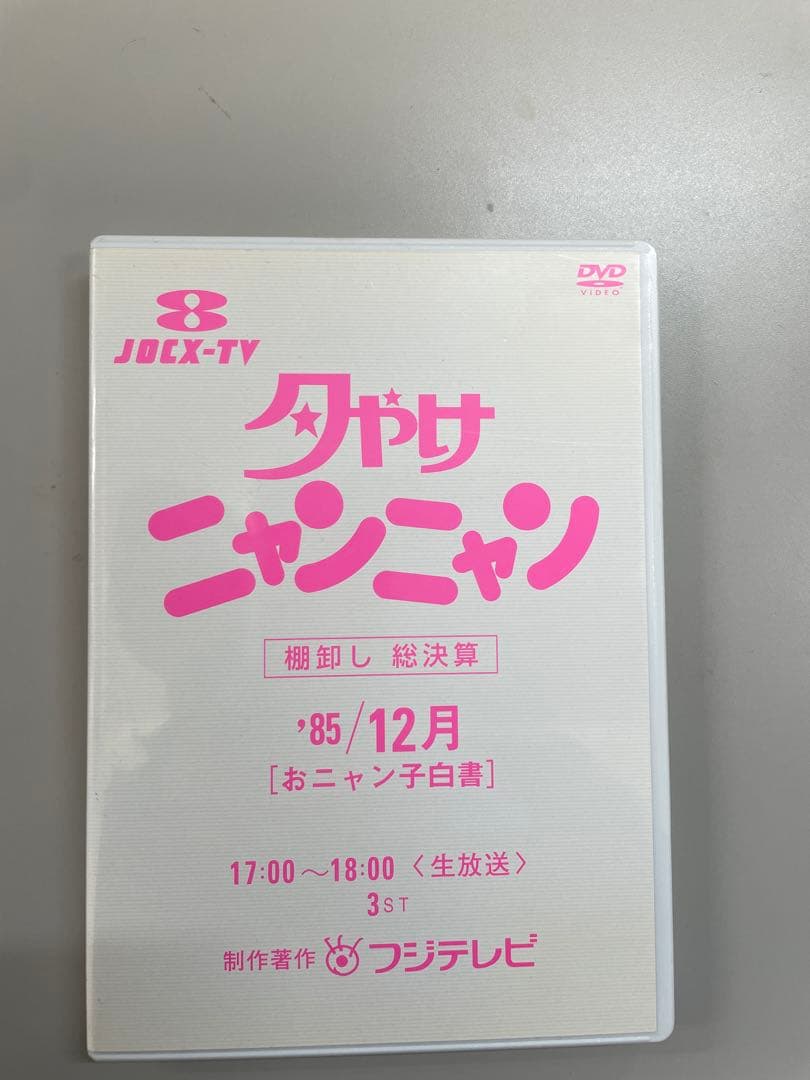 DVD
VIDEO
8
JOCX-TV
夕やけ
ニャンニャン
棚卸し 総決算
'85/12月
[おニャン子白書]
17:00～18:00〈生放送〉
3ST
制作著作 フジテレビ